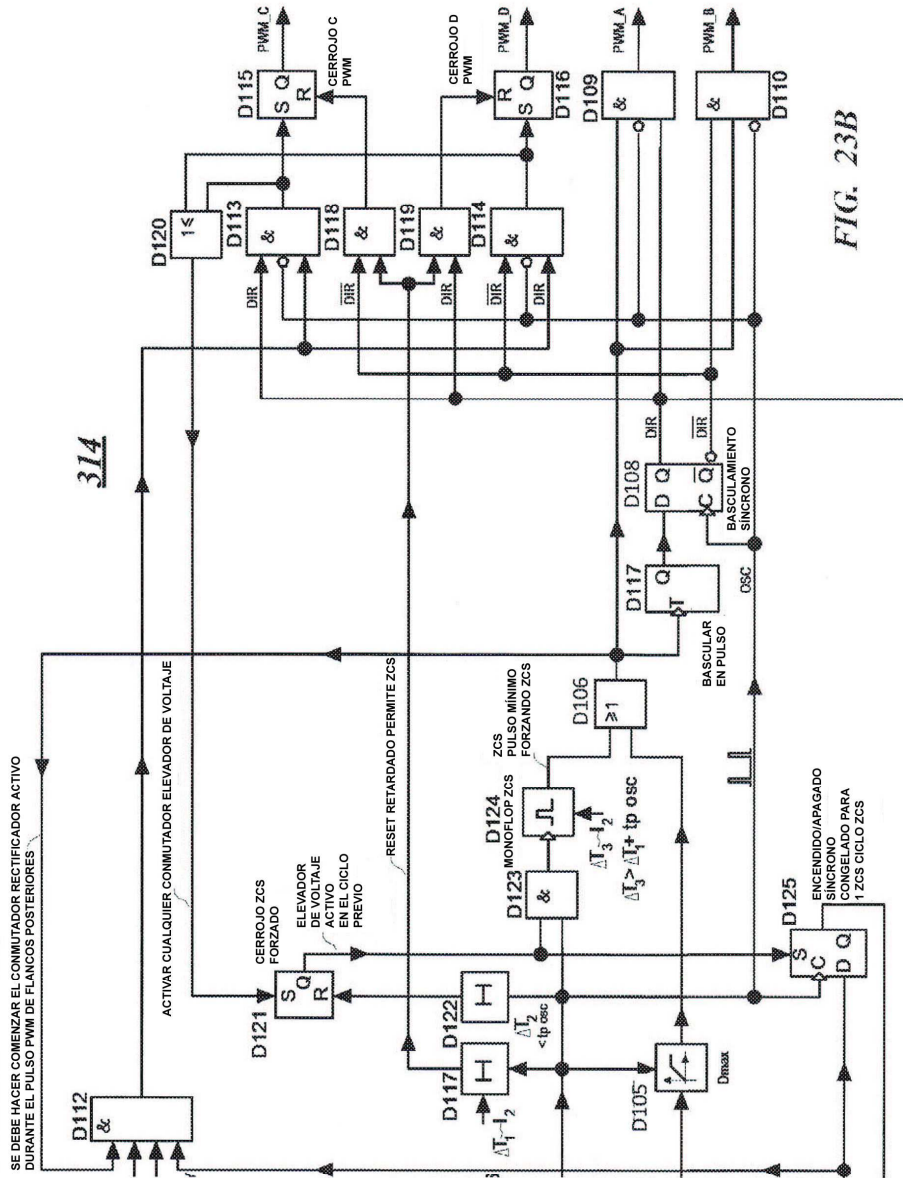 SE DEBE HACER COMENZAR EL CONMUTADOR RECTIFICADOR ACTIVO
DURANTE EL PULSO PWM DE FLANCOS POSTERIORES
314
D112
&
ACTIVAR CUALQUIER CONMUTADOR ELEVADOR DE VOLTAJE
D120
1≤
D113
&
D118
&
D119
&
D114
&
DIR
DIR
DIR
DIR
DIR
D115
S Q
R
PWM_C
CERROJO C
PWM
CERROJO D
PWM
R
S Q
D116
PWM_D
D109
&
PWM_A
&
D110
PWM_B
D121
S
Q
R
CERROJO ZCS
FORZADO
ELEVADOR
DE VOLTAJE
ACTIVO
EN EL CICLO
PREVIO
RESET RETARDADO PERMITE ZCS
D122
ΔT2
<tp osc
D117
ΔT1~I2
D123
&
D124
MONOFLOP ZCS
ZCS
PULSO MÍNIMO
FORZANDO ZCS
ΔT3~I2
ΔT3>ΔT1+ tp osc
D106
≥1
D105
Dmax
D117
T
Q
BASCULAR
EN PULSO
D108
D Q
C Q
DIR
DIR
BASCULAMIENTO
SÍNCRONO
OSC
D125
S
C
D Q
ENCENDIDO/APAGADO
SÍNCRONO
CONGELADO PARA
1 ZCS CICLO ZCS
FIG. 23B